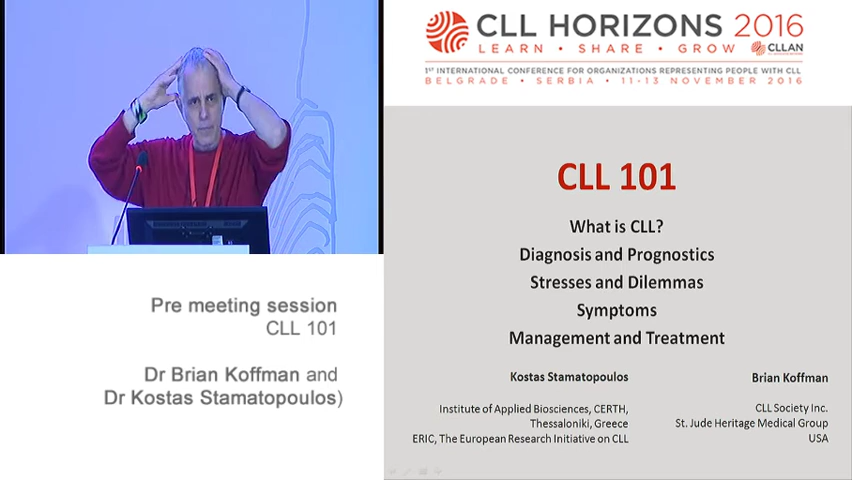 CLL HORIZONS 2016
LEARN • SHARE • GROW
CLLAN
1ST INTERNATIONAL CONFERENCE FOR ORGANIZATIONS REPRESENTING PEOPLE WITH CLL
BELGRADE • SERBIA • 11-13 NOVEMBER 2016
CLL 101
What is CLL?
Diagnosis and Prognostics
Stresses and Dilemmas
Symptoms
Management and Treatment
Kostas Stamatopoulos
Institute of Applied Biosciences, CERTH,
Thessaloniki, Greece
ERIC, The European Research Initiative on CLL
Brian Koffman
CLL Society Inc.
St. Jude Heritage Medical Group
USA
Pre meeting session
CLL 101
Dr Brian Koffman and
Dr Kostas Stamatopoulos)